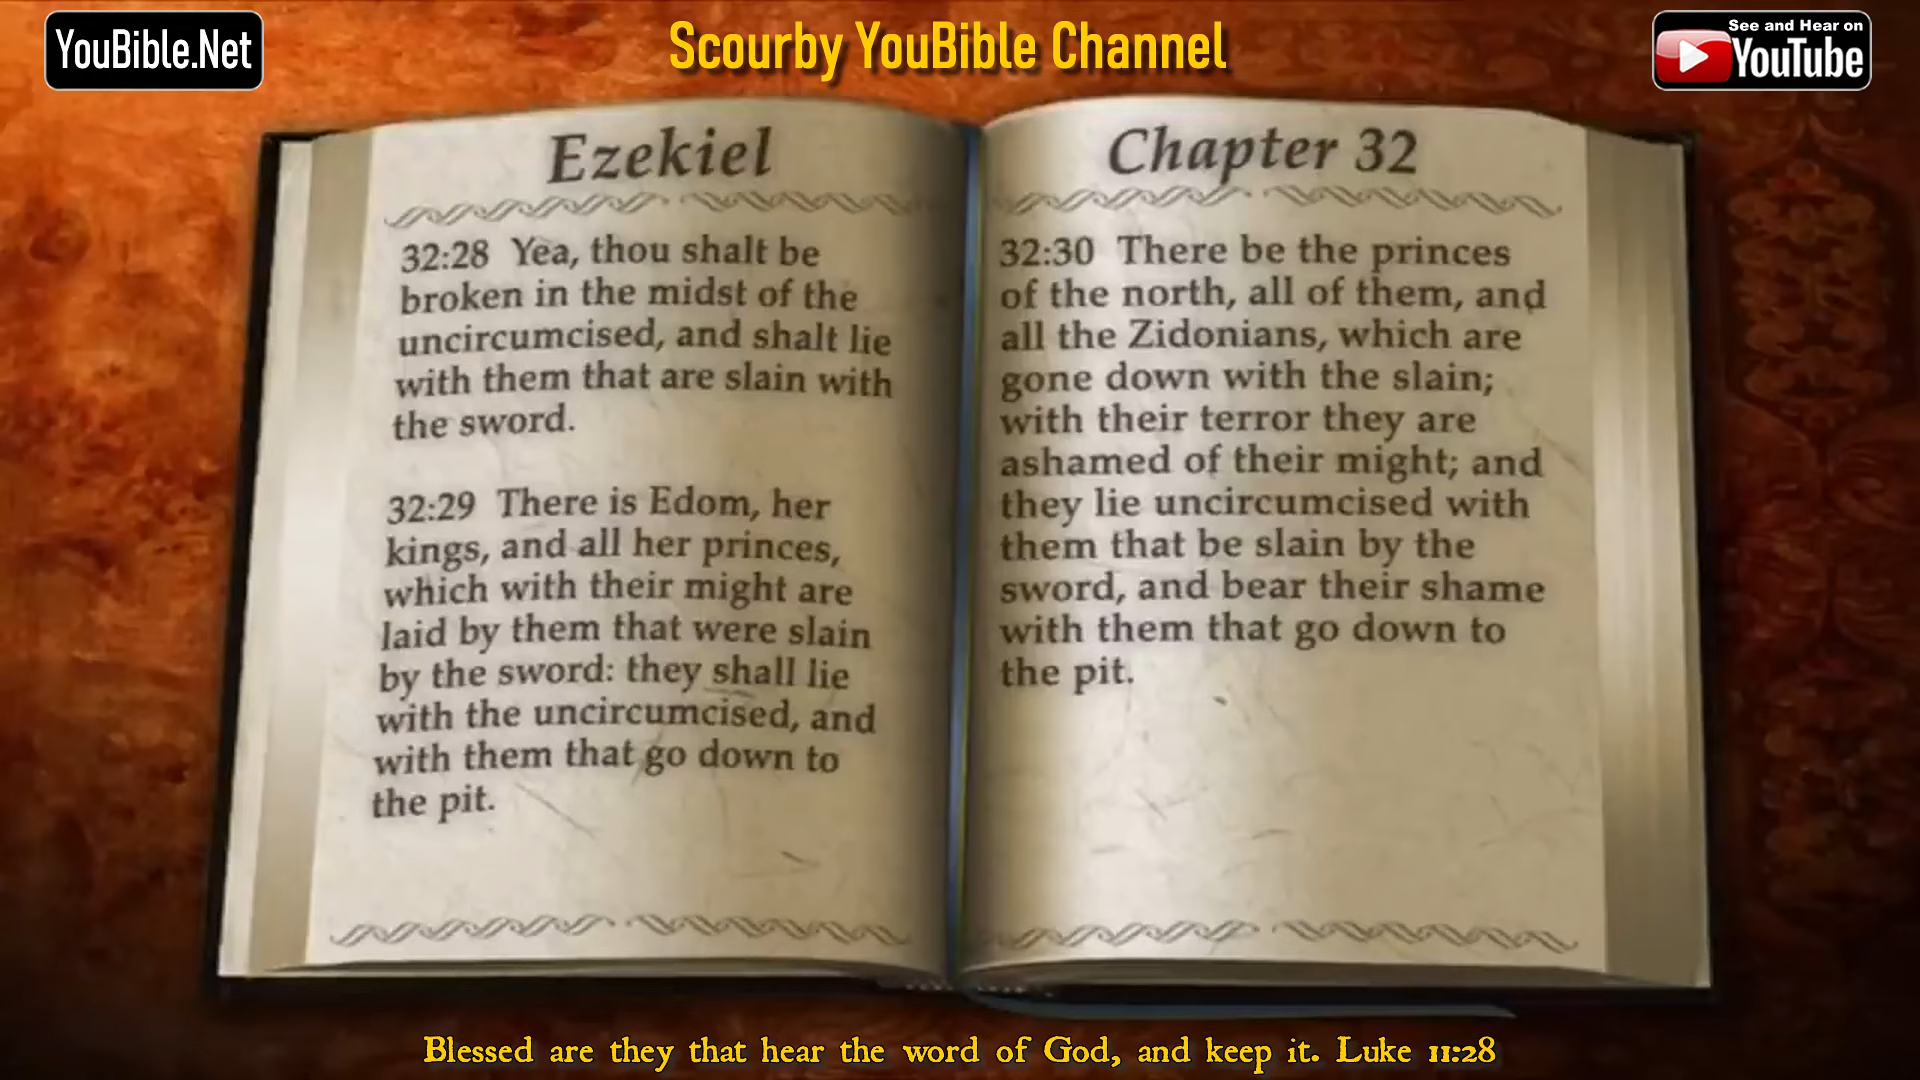 YouBible.Net
Scourby YouBible Channel
See and Hear on
YouTube
Ezekiel
32:28 Yea, thou shalt be
broken in the midst of the
uncircumcised, and shalt lie
with them that are slain with
the sword.
32:29 There is Edom, her
kings, and all her princes,
which with their might are
laid by them that were slain
by the sword: they shall lie
with the uncircumcised, and
with them that go down to
the pit.
Chapter 32
32:30 There be the princes
of the north, all of them, and
all the Zidonians, which are
gone down with the slain;
with their terror they are
ashamed of their might; and
they lie uncircumcised with
them that be slain by the
sword, and bear their shame
with them that go down to
the pit.
Blessed are they that hear the word of God, and keep it. Luke 11:28